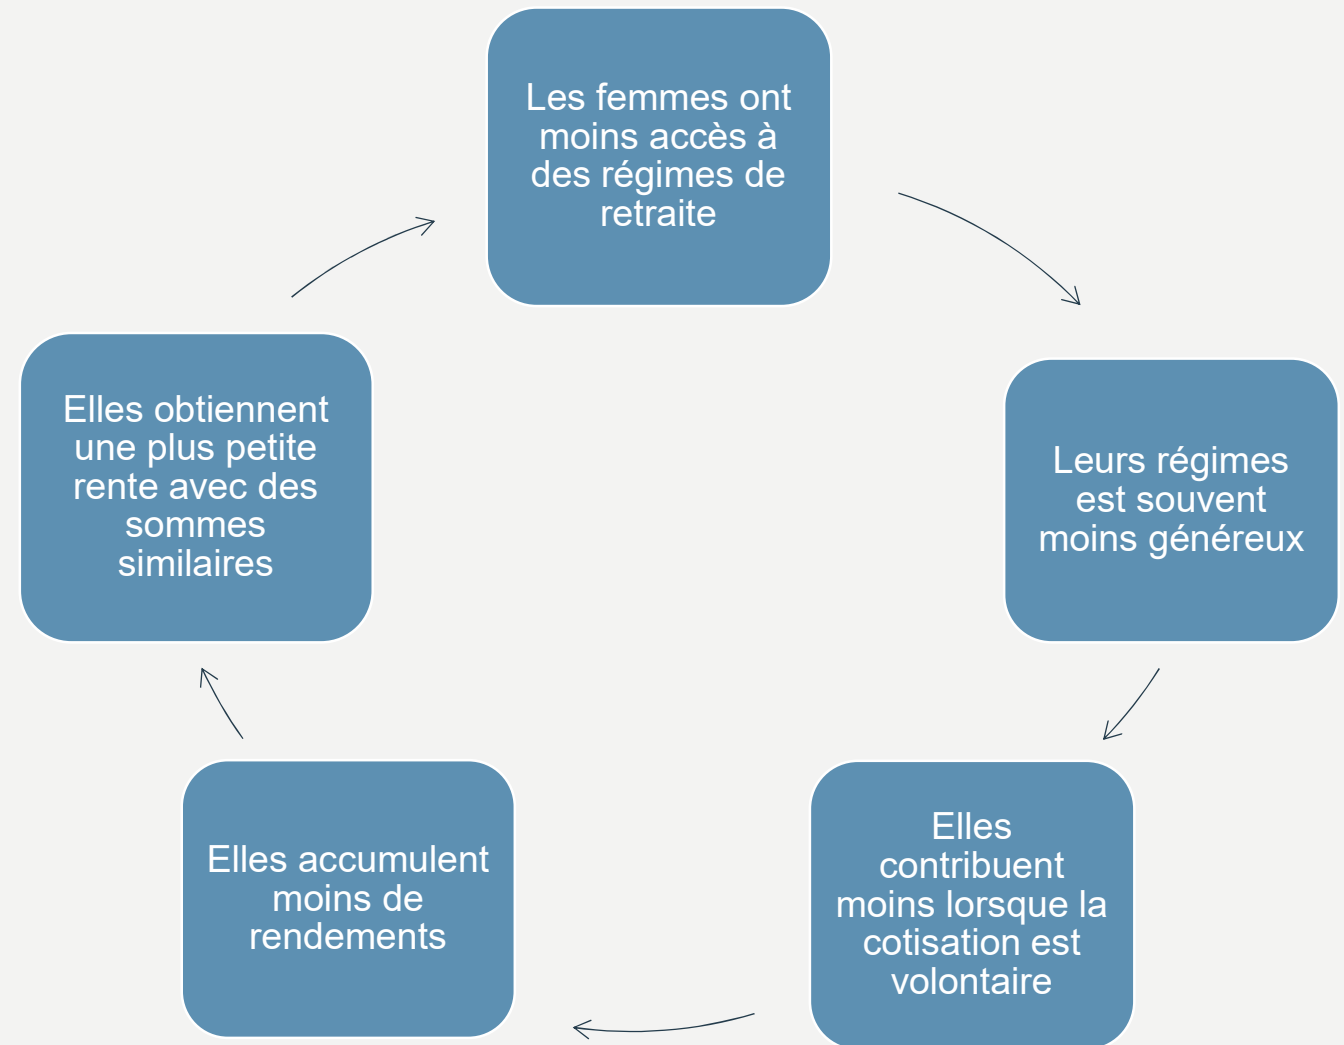 Les femmes ont
moins accès à
des régimes de
retraite
Leurs régimes
est souvent
moins généreux
Elles
contribuent
moins lorsque la
cotisation est
volontaire
Elles accumulent
moins de
rendements
Elles obtiennent
une plus petite
rente avec des
sommes
similaires